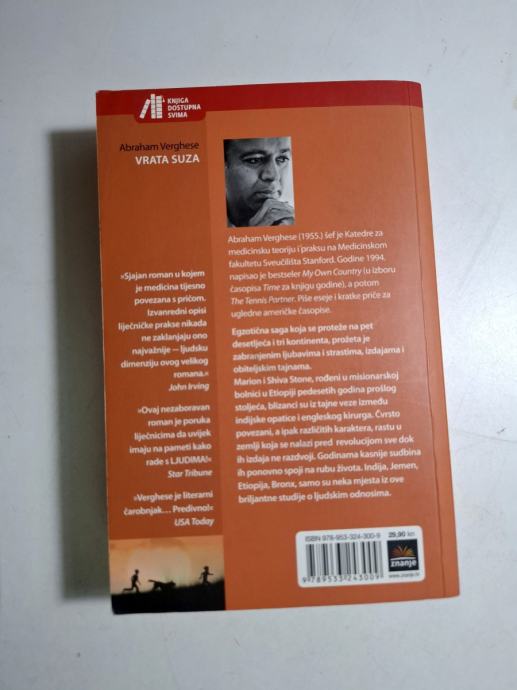 KNJIGA
DOSTUPNA
SVIMA
Abraham Verghese
VRATA SUZA
»Sjajan roman u kojem
je medicina tijesno
povezana s pričom.
Izvanredni opisi
liječničke prakse nikada
ne zaklanjaju ono
najvažnije — ljudsku
dimenziju ovog velikog
romana.«
John Irving
»Ovaj nezaboravan
roman je poruka
liječnicima da uvijek
imaju na pameti kako
rade s LJUDIMA!«
Star Tribune
»Verghese je literarni
čarobnjak... Predivno!«
USA Today
Abraham Verghese (1955.) šef je Katedre za
medicinsku teoriju i praksu na Medicinskom
fakultetu Sveučilišta Stanford. Godine 1994.
napisao je bestseler My Own Country (u izboru
časopisa Time za knjigu godine), a potom
The Tennis Partner. Piše eseje i kratke priče za
ugledne američke časopise.
Egzotična saga koja se proteže na pet
desetljeća i tri kontinenta, prožeta je
zabranjenim ljubavima i strastima, izdajama i
obiteljskim tajnama.
Marion i Shiva Stone, rođeni u misionarskoj
bolnici u Etiopiji pedesetih godina prošlog
stoljeća, blizanci su iz tajne veze između
indijske opatice i engleskog kirurga. Čvrsto
povezani, a ipak različitih karaktera, rastu u
zemlji koja se nalazi pred revolucijom sve dok
ih izdaja ne razdvoji. Godinama kasnije sudbina
ih ponovno spoji na rubu života. Indija, Jemen,
Etiopija, Bronx, samo su neka mjesta iz ove
briljantne studije o ljudskim odnosima.
ISBN 978-953-324-300-9
29,90 kn
9 789533 243009
znanje
www.znanje.hr